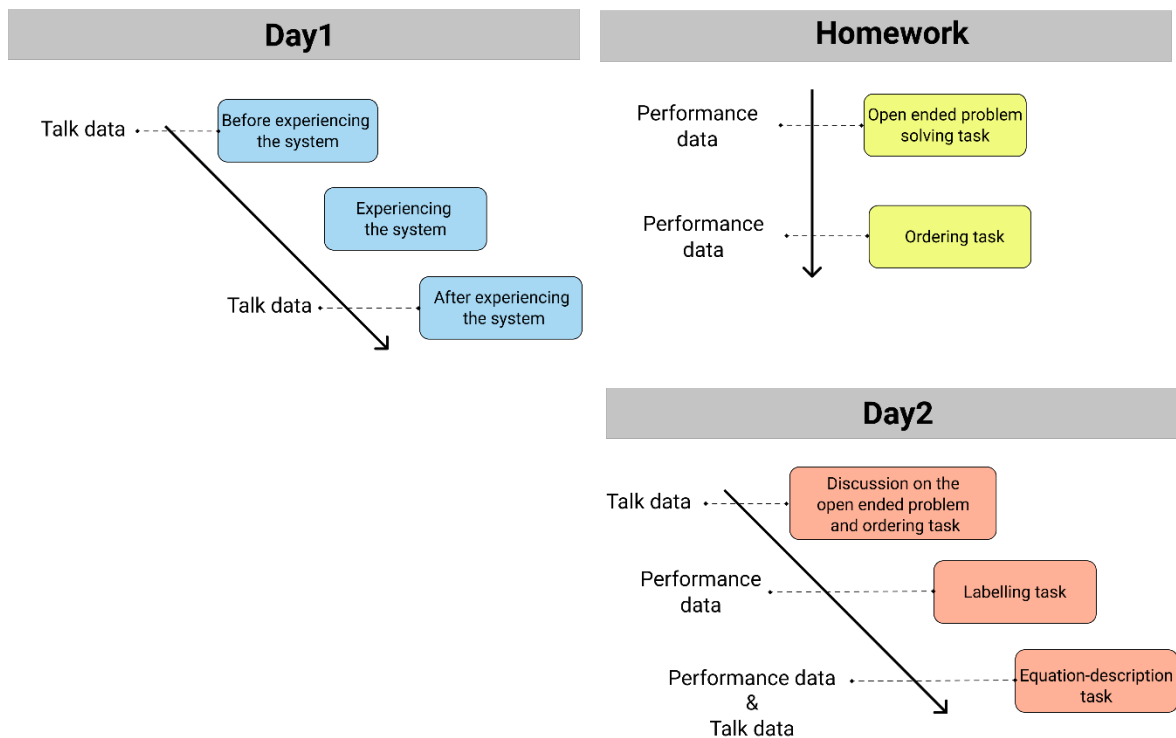 Day1
Talk data
Before experiencing
the system
Experiencing
the system
Talk data
After experiencing
the system
Homework
Performance
data
Open ended problem
solving task
Performance
data
Ordering task
Day2
Talk data
Discussion on the
open ended problem
and ordering task
Performance
data
Labelling task
Performance data
&
Talk data
Equation-description
task